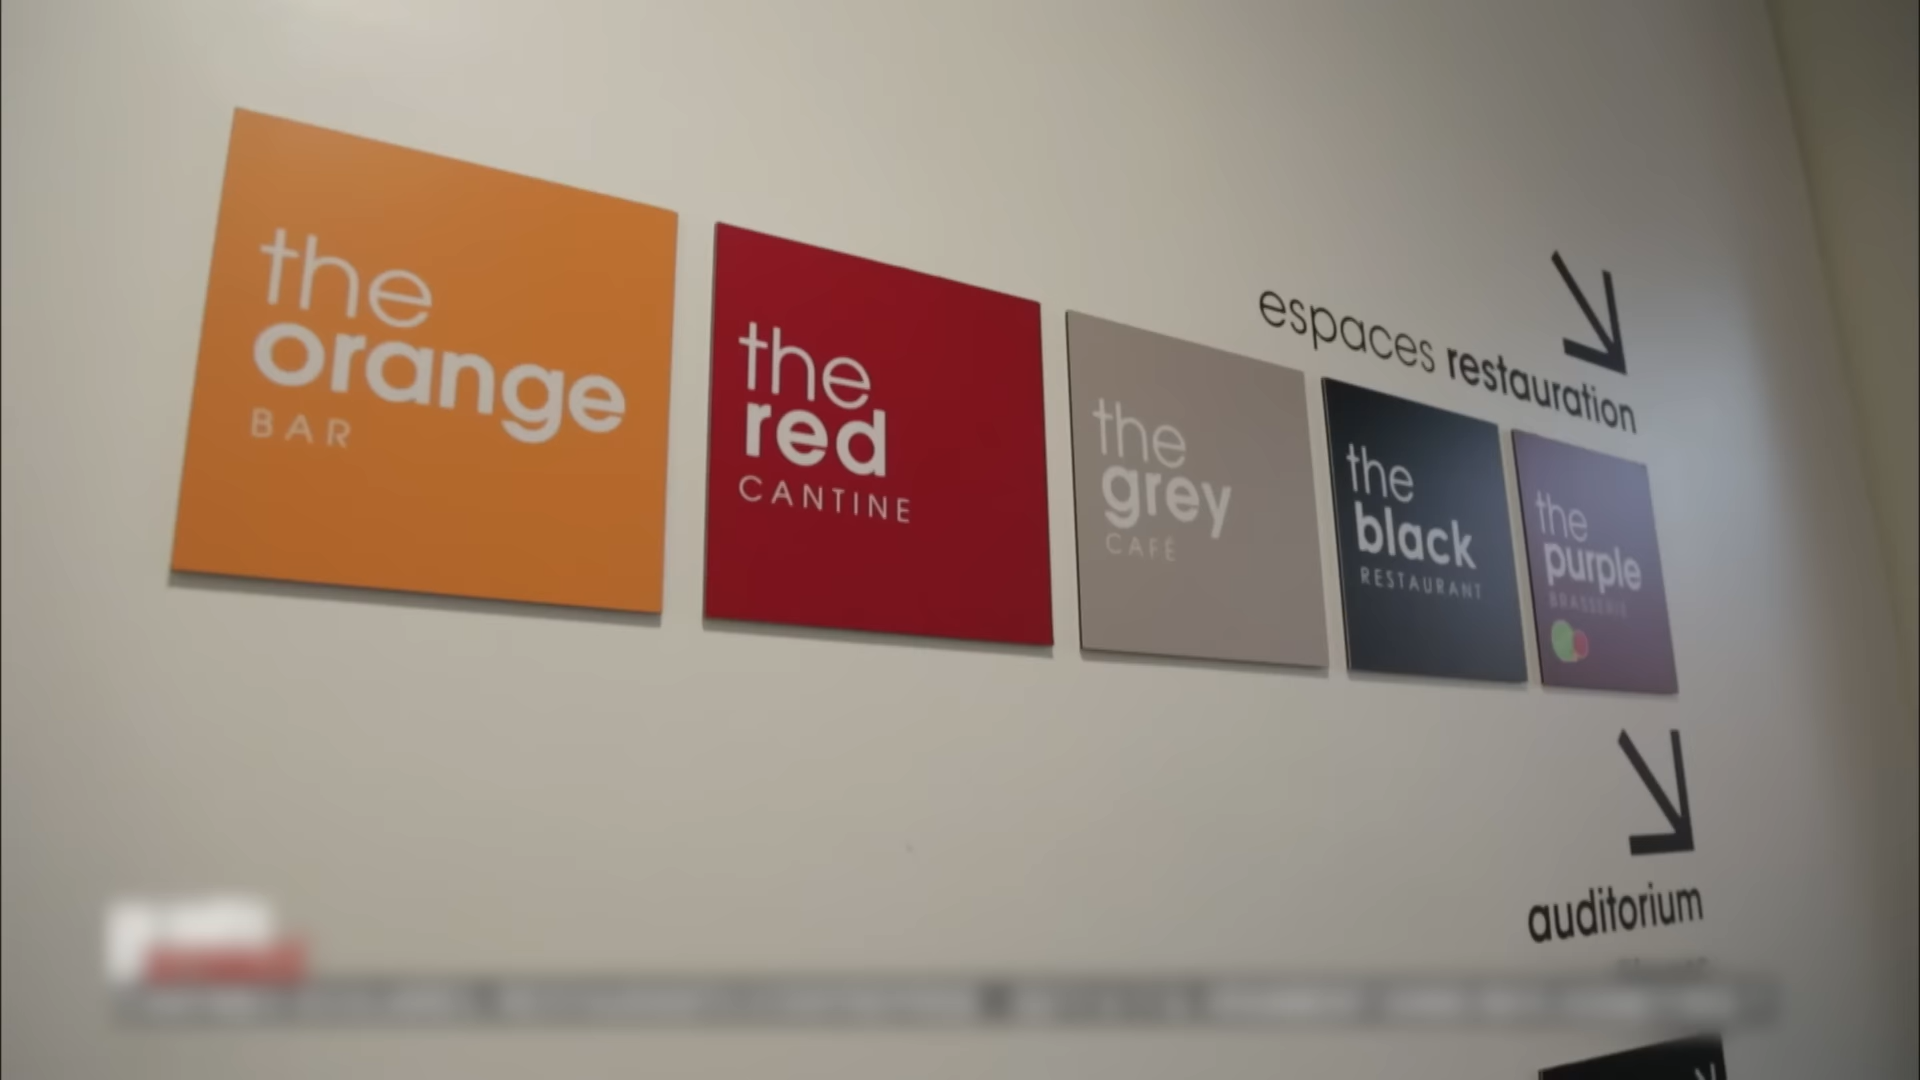 the
orange
BAR
the
red
CANTINE
the
grey
CAFÉ
espaces restauration
the
black
RESTAURANT
the
purple
BRASSERIE
auditorium